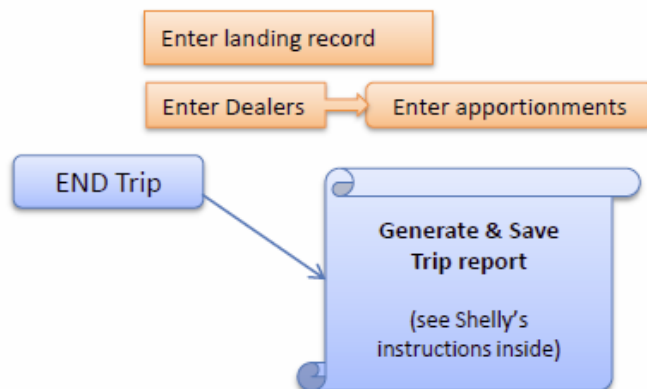 Enter landing record
Enter Dealers
Enter apportionments
END Trip
Generate & Save
Trip report
(see Shelly's
instructions inside)